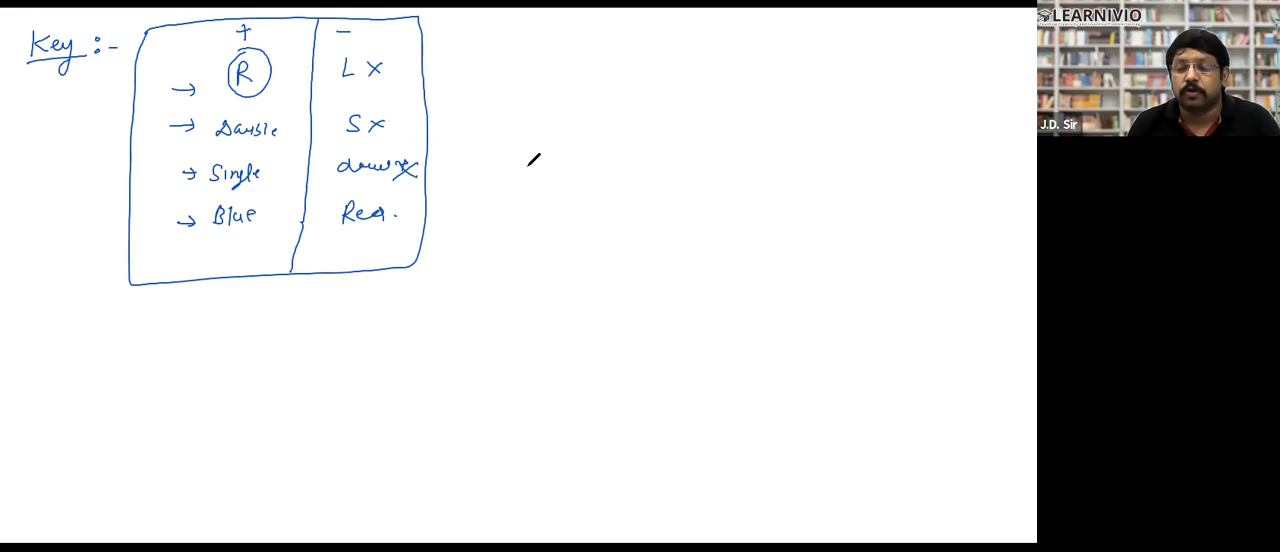 Key :-
+ -
→ R L x
→ Double S x
→ Single
→ Blue Red.
LEARNIVIO
J.D. Sir